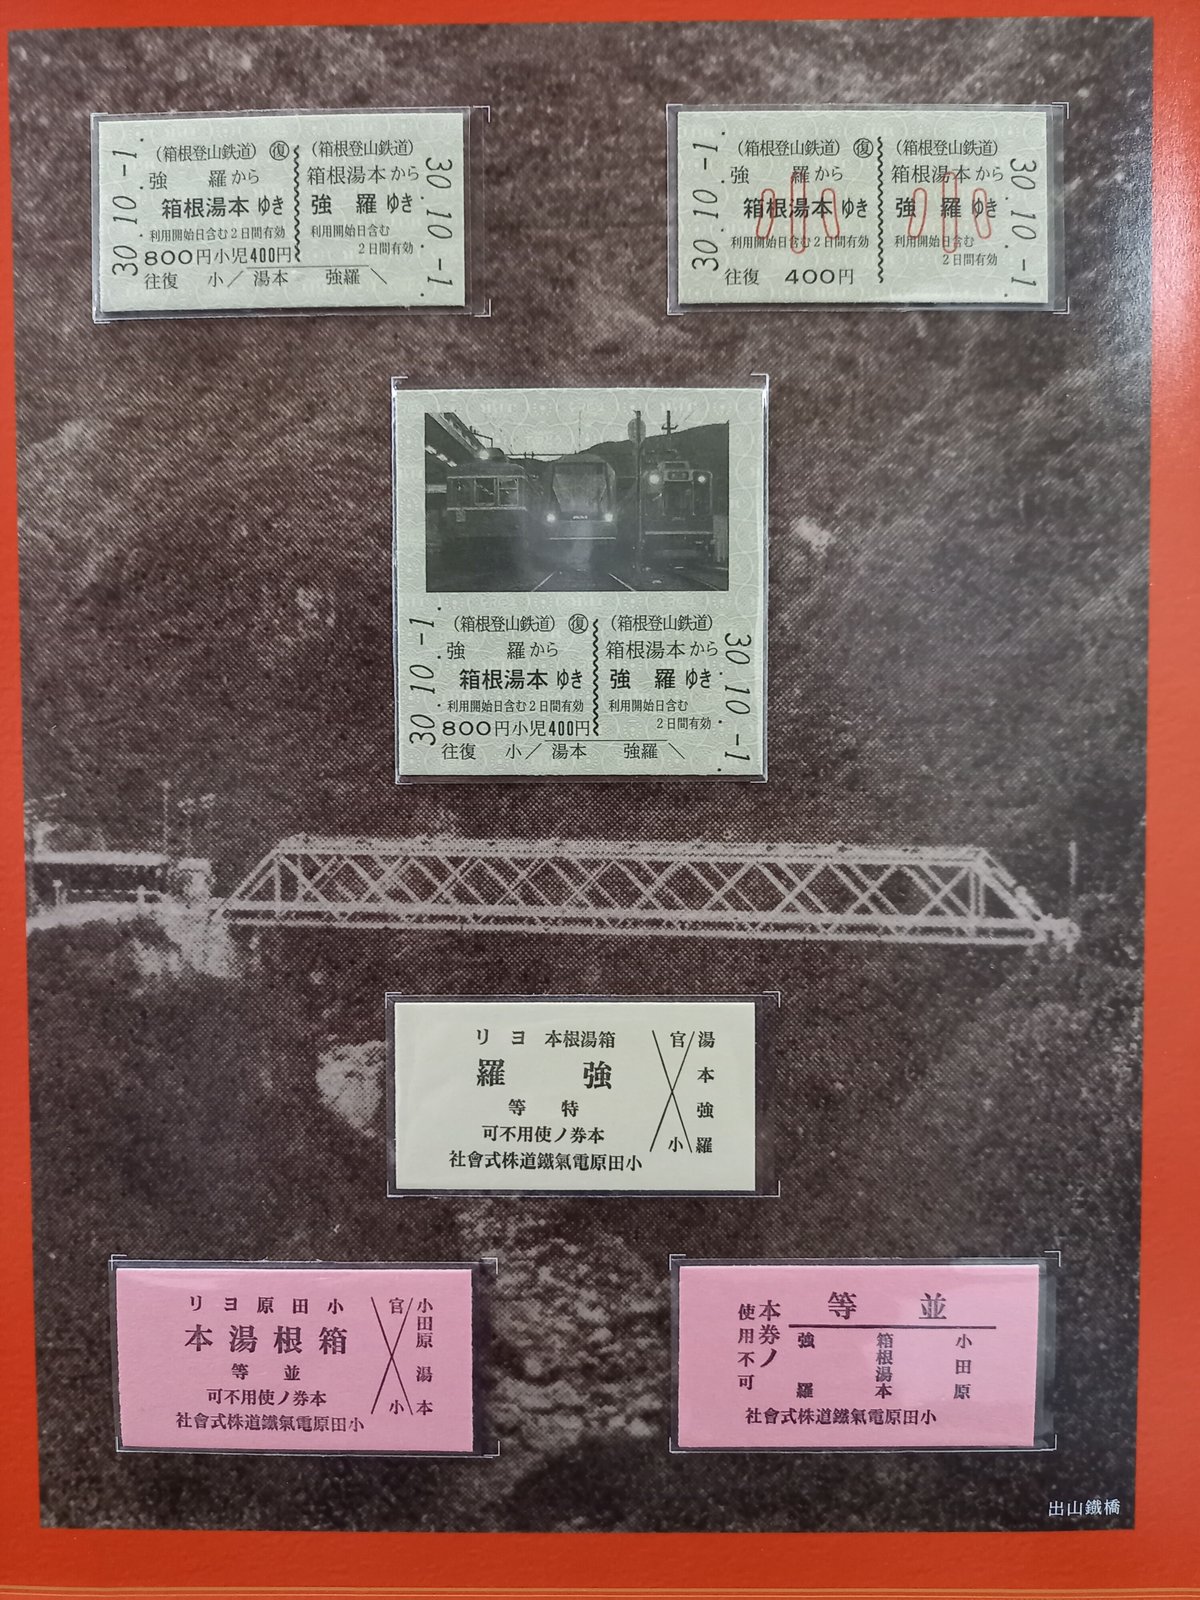 30.10.-1.
(箱根登山鉄道) 復
強 羅から
箱根湯本 ゆき
利用開始日含む2日間有効
800円小児400円
往復 小／湯本
(箱根登山鉄道)
箱根湯本から
強 羅 ゆき
利用開始日含む
2日間有効
強羅＼
30.10.-1.
30.10.-1.
(箱根登山鉄道) 復
強 羅から
箱根湯本 ゆき
小
利用開始日含む2日間有効
往復 400円
(箱根登山鉄道)
箱根湯本から
強 羅 ゆき
小
利用開始日含む
2日間有効
30.10.-1.
30.10.-1.
(箱根登山鉄道) 復
強 羅から
箱根湯本 ゆき
利用開始日含む2日間有効
800円小児400円
往復 小／湯本
(箱根登山鉄道)
箱根湯本から
強 羅 ゆき
利用開始日含む
2日間有効
強羅＼
30.10.-1.
リ ヨ 本湯根箱
羅 強
等 特
可不用使ノ券本
社會式株道鐵氣電原田小
官
小
湯本強羅
リ ヨ 原 田 小
本湯根箱
等 並
可不用使ノ券本
社會式株道鐵氣電原田小
官
小
小田原 湯本
等 並
小田原
箱根湯本
強羅
本券ノ
使用不可
社會式株道鐵氣電原田小
出山鐵橋